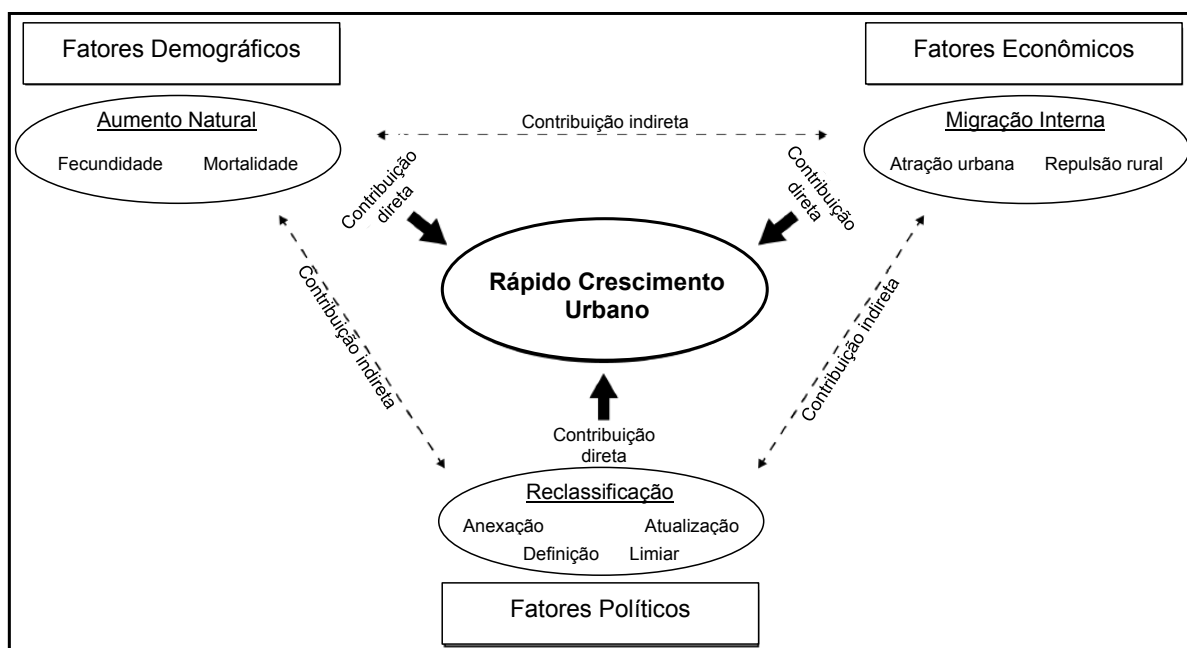 Fatores Demográficos
Fatores Econômicos
Aumento Natural
Fecundidade Mortalidade
Contribuição indireta
Migração Interna
Atração urbana Repulsão rural
Contribuição
direta
Contribuição
direta
Rápido Crescimento
Urbano
Contribuição indireta
Contribuição indireta
Contribuição
direta
Reclassificação
Anexação Atualização
Definição Limiar
Fatores Políticos